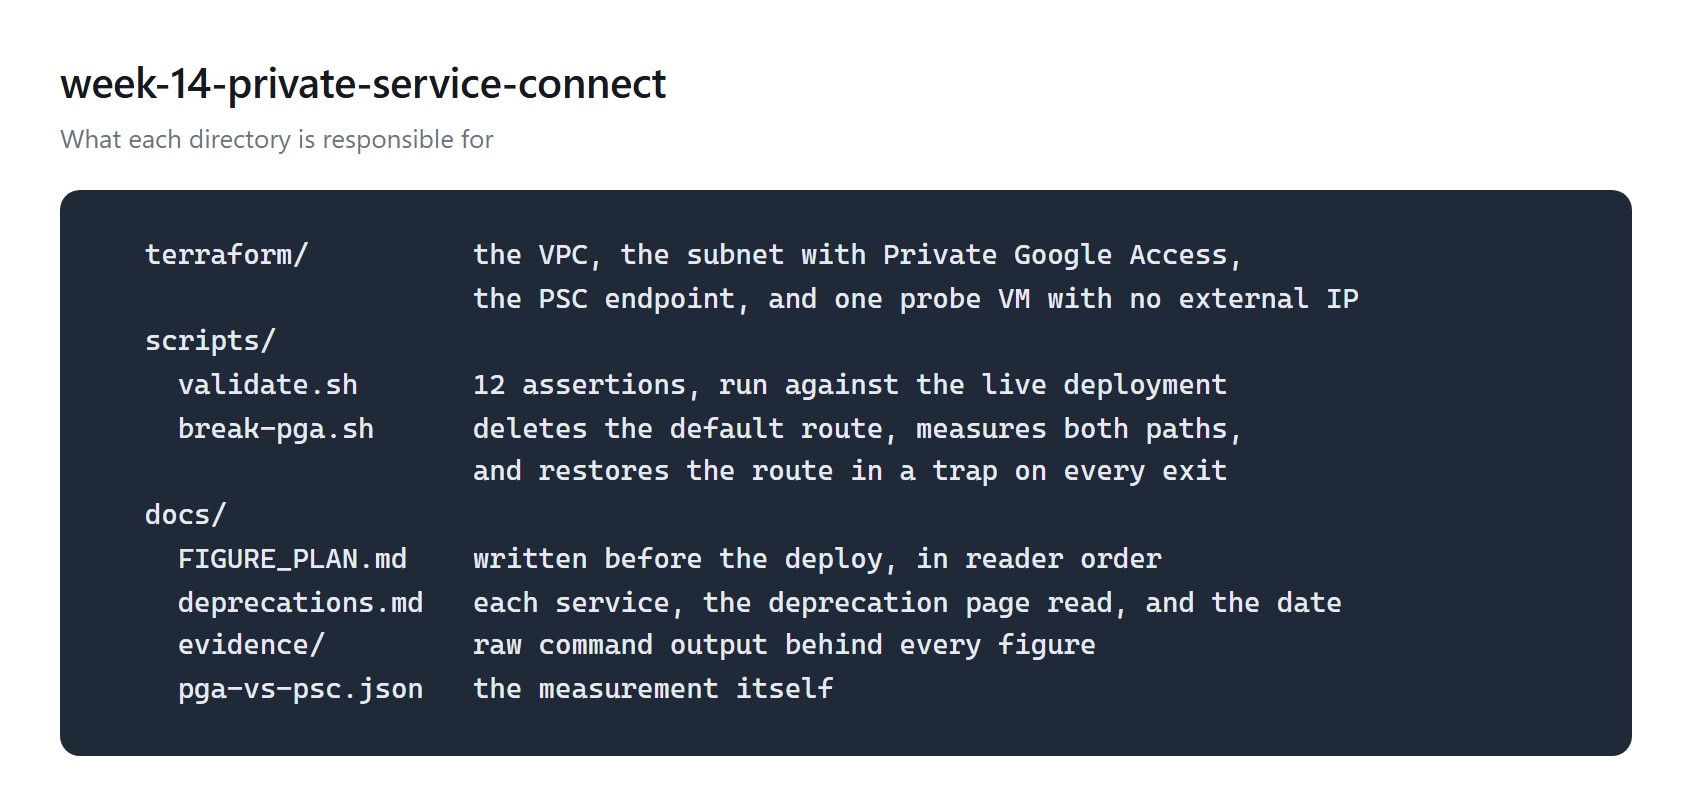 week-14-private-service-connect
What each directory is responsible for
terraform/ the VPC, the subnet with Private Google Access,
the PSC endpoint, and one probe VM with no external IP
scripts/
validate.sh 12 assertions, run against the live deployment
break-pga.sh deletes the default route, measures both paths,
and restores the route in a trap on every exit
docs/
FIGURE_PLAN.md written before the deploy, in reader order
deprecations.md each service, the deprecation page read, and the date
evidence/ raw command output behind every figure
pga-vs-psc.json the measurement itself